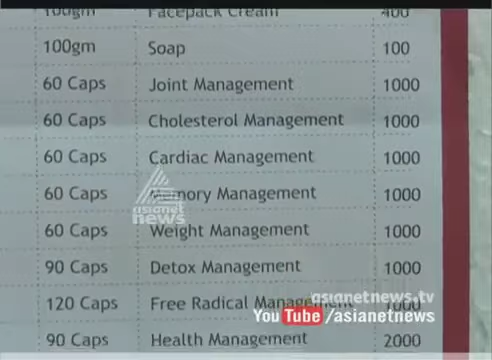 100gm Facepack Cream 400
100gm Soap 100
60 Caps Joint Management 1000
60 Caps Cholesterol Management 1000
60 Caps Cardiac Management 1000
60 Caps Memory Management 1000
asianet
news
60 Caps Weight Management 1000
90 Caps Detox Management 1000
120 Caps Free Radical Management 1000
asianetnews.tv
YouTube /asianetnews
90 Caps Health Management 2000